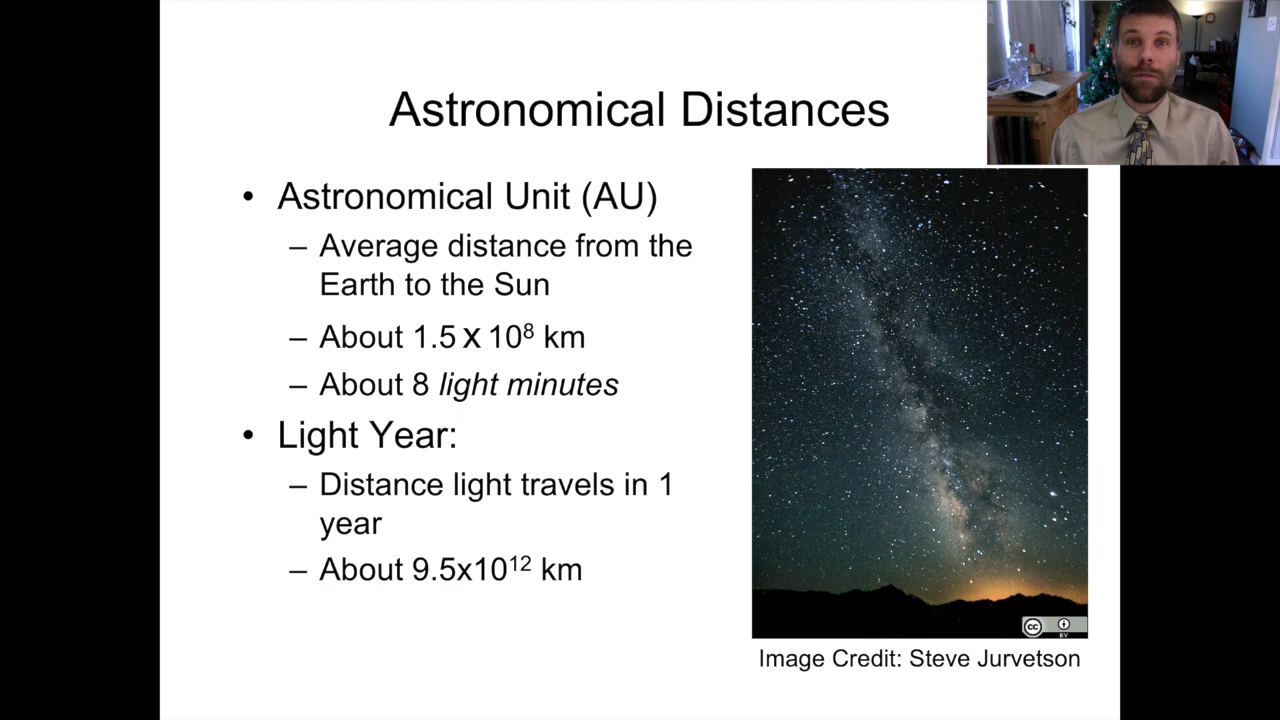 Astronomical Distances
• Astronomical Unit (AU)
– Average distance from the
Earth to the Sun
– About 1.5 x 10⁸ km
– About 8 light minutes
• Light Year:
– Distance light travels in 1
year
– About 9.5x10¹² km
cc
BY
Image Credit: Steve Jurvetson